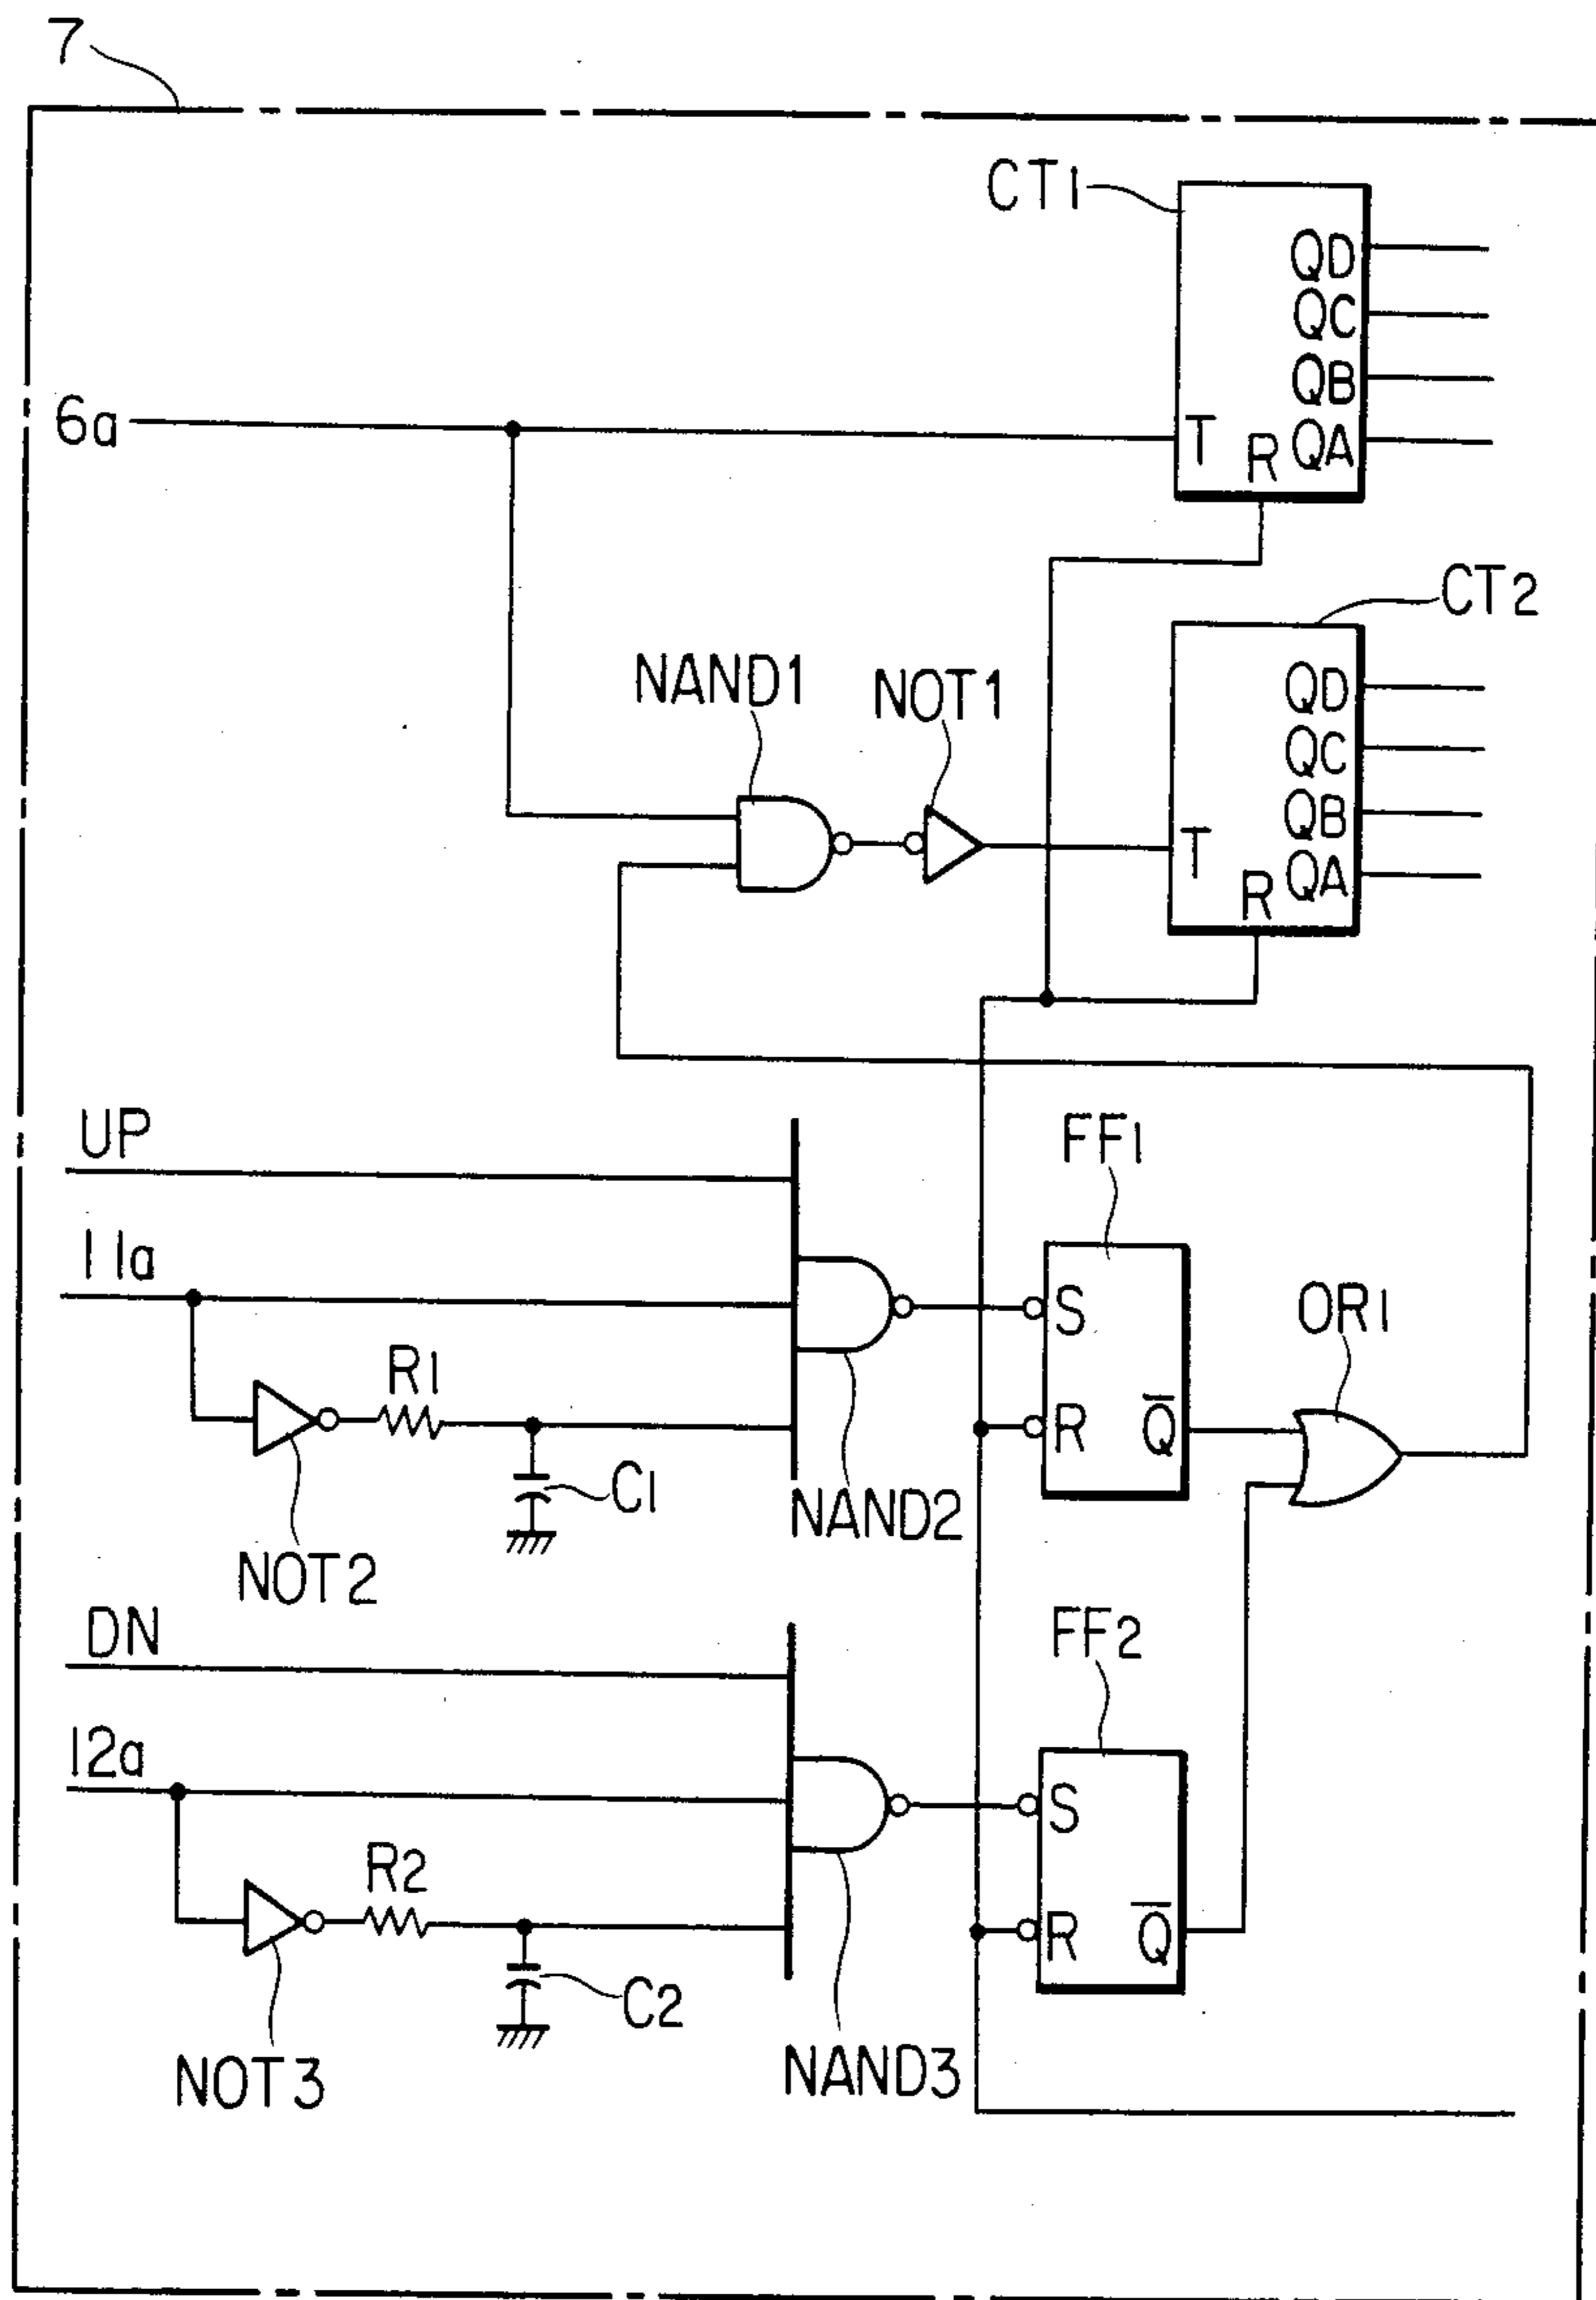 7
CT1
QD
QC
QB
6a
T
R
QA
CT2
NAND1
NOT1
QD
QC
QB
T
R
QA
UP
FF1
11a
S
OR1
R1
R
Q̅
C1
NAND2
NOT2
DN
FF2
12a
S
R2
R
Q̅
C2
NOT3
NAND3